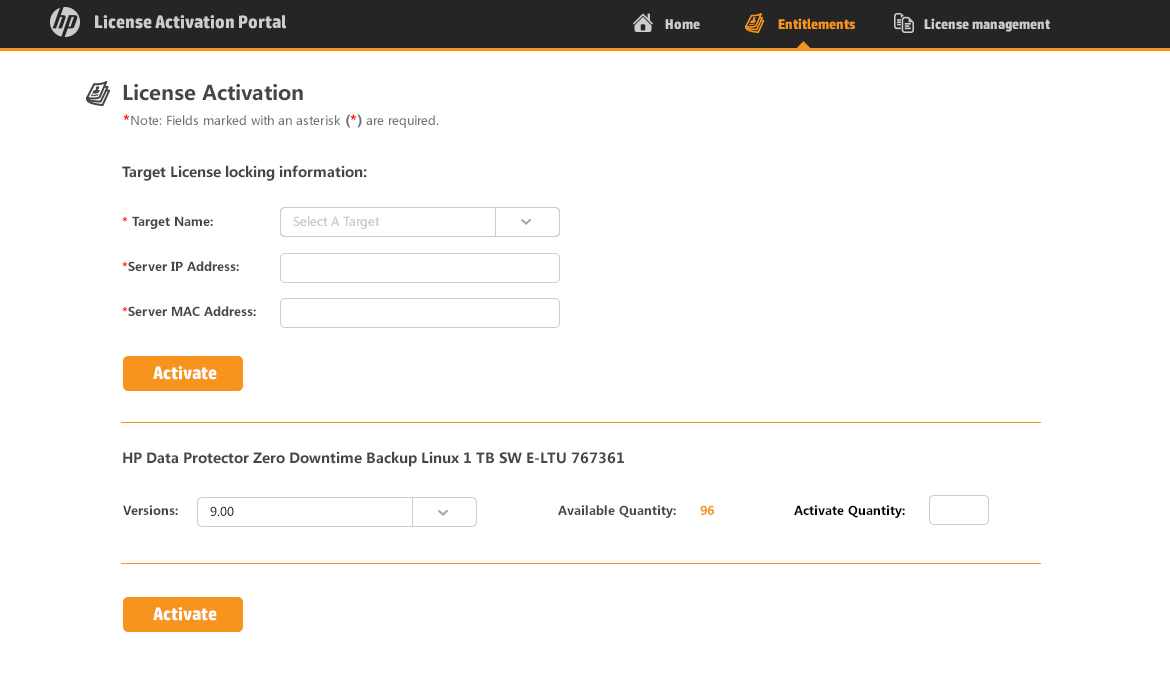 hp License Activation Portal Home Entitlements License management
License Activation
*Note: Fields marked with an asterisk (*) are required.
Target License locking information:
* Target Name: Select A Target
*Server IP Address:
*Server MAC Address:
Activate
HP Data Protector Zero Downtime Backup Linux 1 TB SW E-LTU 767361
Versions: 9.00 Available Quantity: 96 Activate Quantity:
Activate